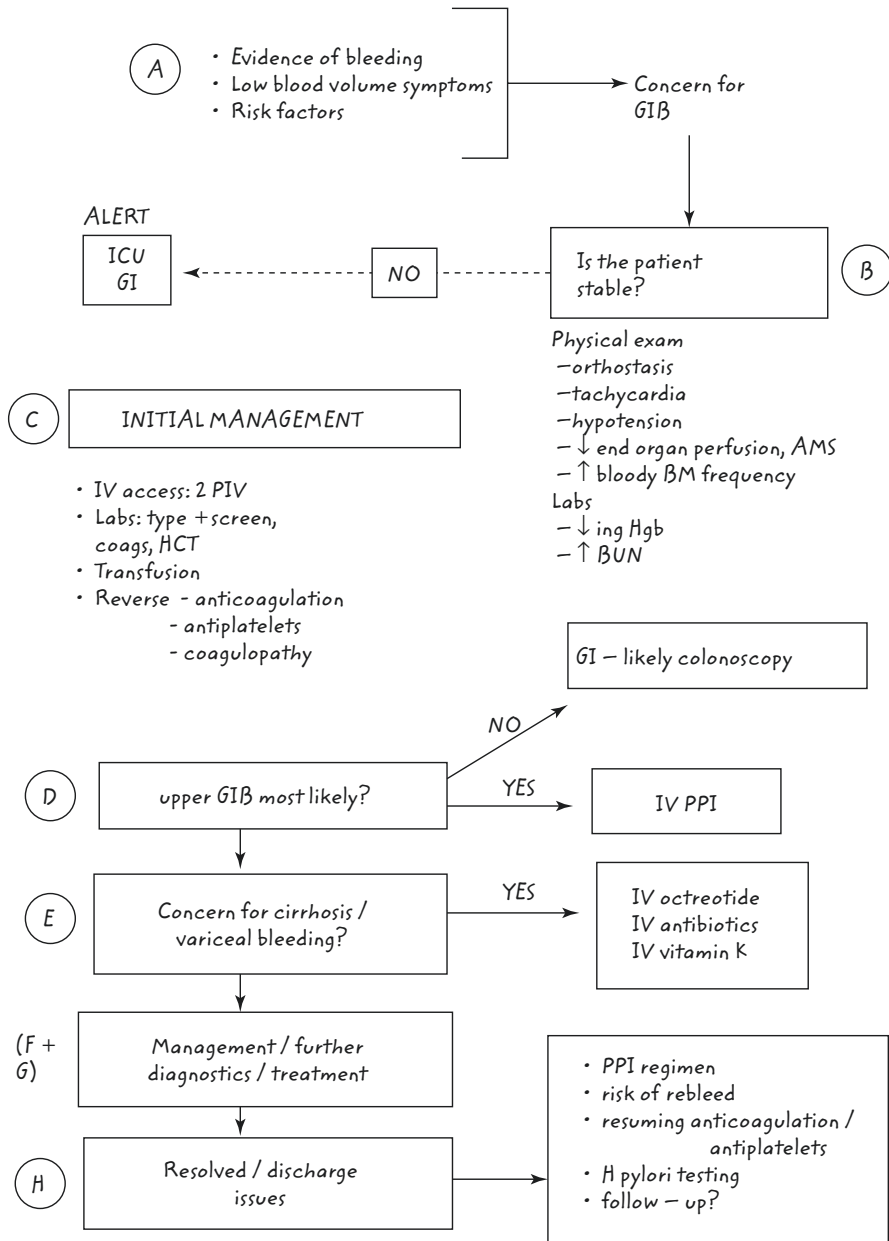 A
· Evidence of bleeding
· Low blood volume symptoms
· Risk factors
Concern for
GIB
ALERT
ICU
GI
NO
Is the patient
stable?
B
Physical exam
–orthostasis
–tachycardia
–hypotension
–↓ end organ perfusion, AMS
–↑ bloody BM frequency
Labs
–↓ ing Hgb
–↑ BUN
C
INITIAL MANAGEMENT
· IV access: 2 PIV
· Labs: type +screen,
coags, HCT
· Transfusion
· Reverse - anticoagulation
- antiplatelets
- coagulopathy
GI – likely colonoscopy
NO
D
upper GIB most likely?
YES
IV PPI
E
Concern for cirrhosis /
variceal bleeding?
YES
IV octreotide
IV antibiotics
IV vitamin K
(F +
G)
Management / further
diagnostics / treatment
H
Resolved / discharge
issues
· PPI regimen
· risk of rebleed
· resuming anticoagulation /
antiplatelets
· H pylori testing
· follow – up?